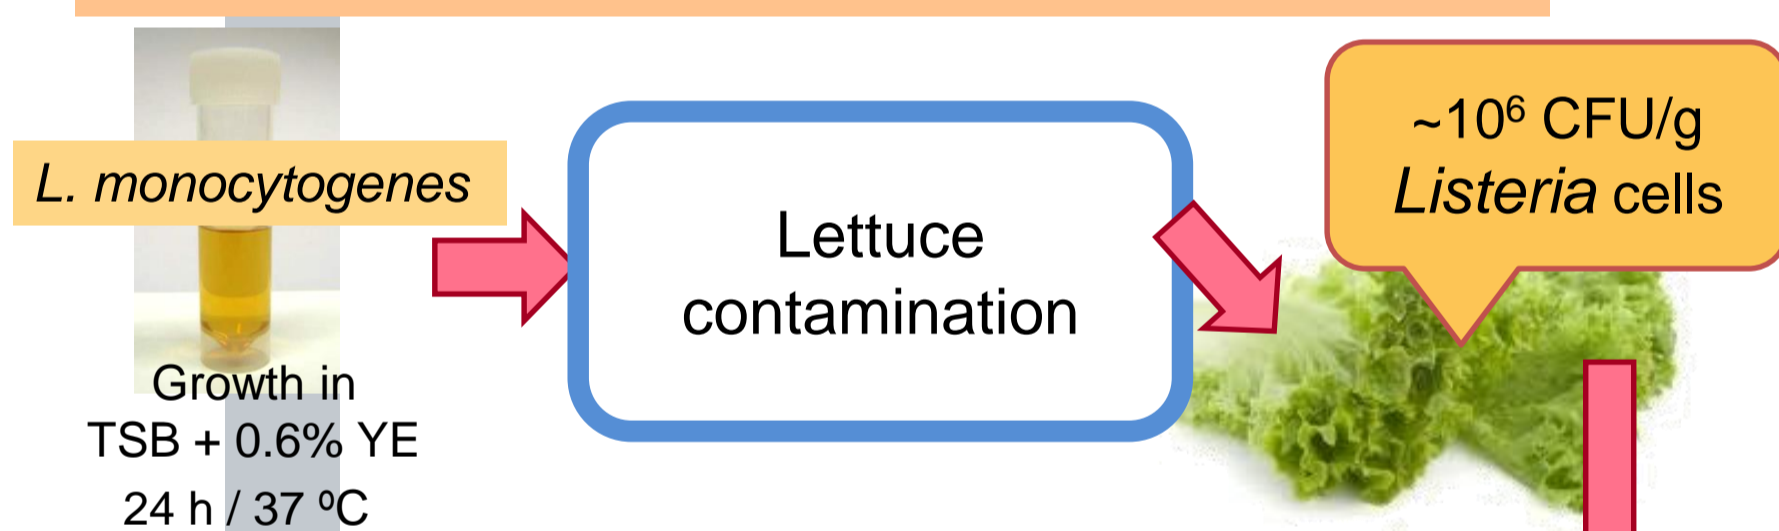 L. monocytogenes
Growth in
TSB + 0.6% YE
24 h / 37 ºC
Lettuce
contamination
~10⁶ CFU/g
Listeria cells